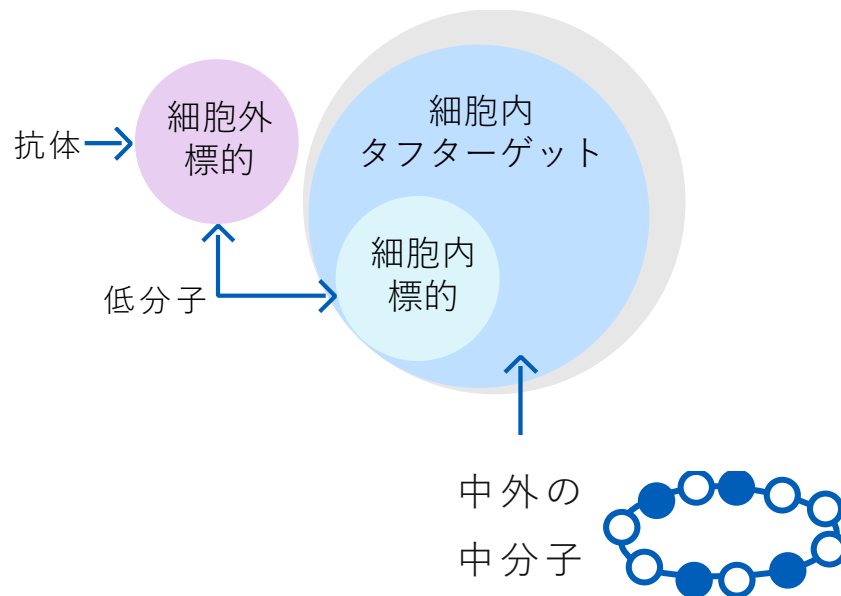 細胞外
標的
抗体
細胞内
タフターゲット
細胞内
標的
低分子
中外の
中分子